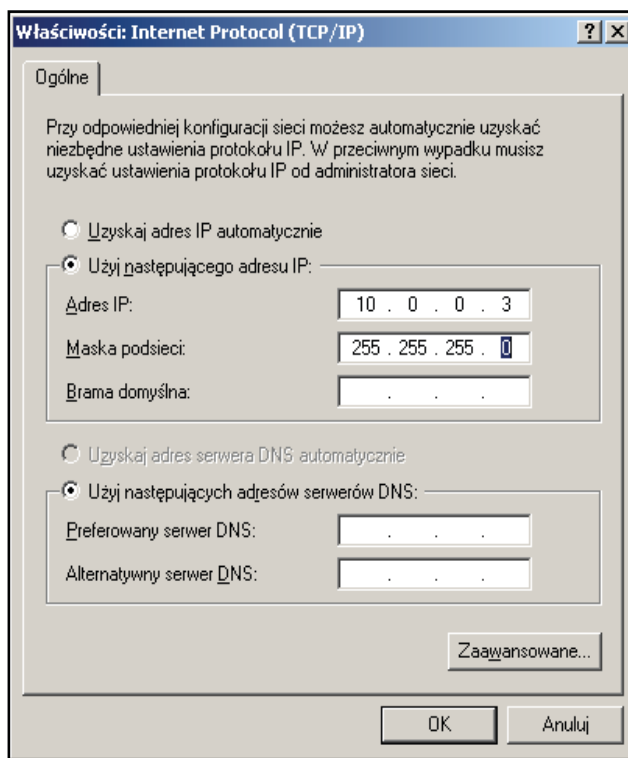 Właściwości: Internet Protocol (TCP/IP)
Ogólne
Przy odpowiedniej konfiguracji sieci możesz automatycznie uzyskać
niezbędne ustawienia protokołu IP. W przeciwnym wypadku musisz
uzyskać ustawienia protokołu IP od administratora sieci.
Uzyskaj adres IP automatycznie
Użyj następującego adresu IP:
Adres IP: 10 . 0 . 0 . 3
Maska podsieci: 255 . 255 . 255 . 0
Brama domyślna: . . .
Uzyskaj adres serwera DNS automatycznie
Użyj następujących adresów serwerów DNS:
Preferowany serwer DNS: . . .
Alternatywny serwer DNS: . . .
Zaawansowane...
OK Anuluj